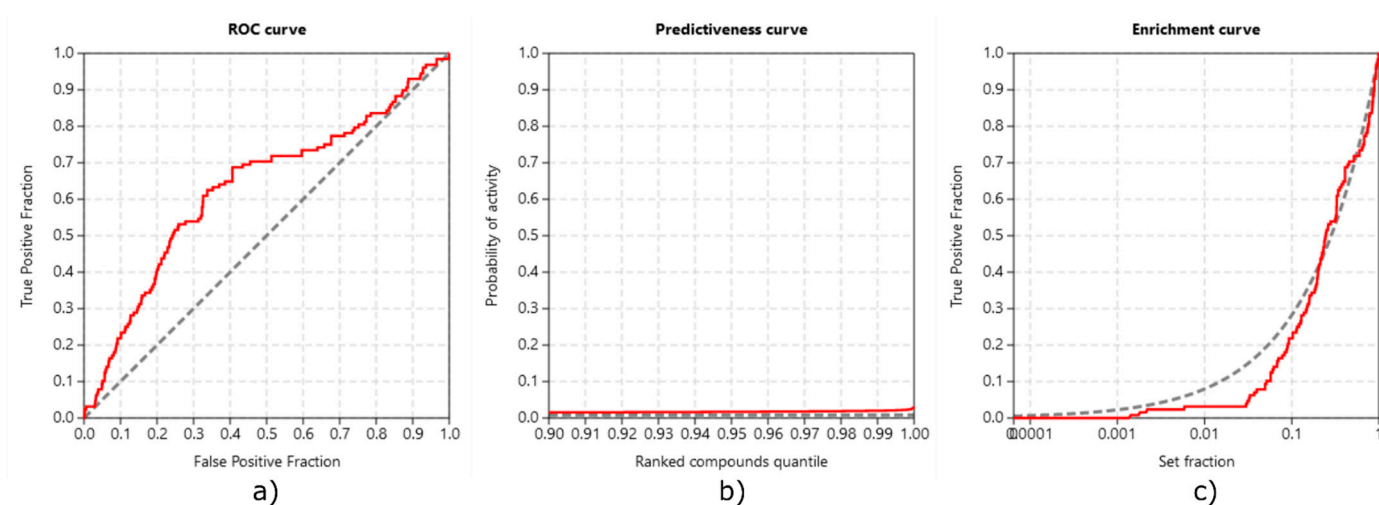 ROC curve
1.0
0.9
0.8
0.7
0.6
0.5
0.4
0.3
0.2
0.1
0.0
True Positive Fraction
0.0 0.1 0.2 0.3 0.4 0.5 0.6 0.7 0.8 0.9 1.0
False Positive Fraction
a)
Predictiveness curve
1.0
0.9
0.8
0.7
0.6
0.5
0.4
0.3
0.2
0.1
0.0
Probability of activity
0.90 0.91 0.92 0.93 0.94 0.95 0.96 0.97 0.98 0.99 1.00
Ranked compounds quantile
b)
Enrichment curve
1.0
0.9
0.8
0.7
0.6
0.5
0.4
0.3
0.2
0.1
0.0
True Positive Fraction
0.001 0.01 0.1 1
Set fraction
c)